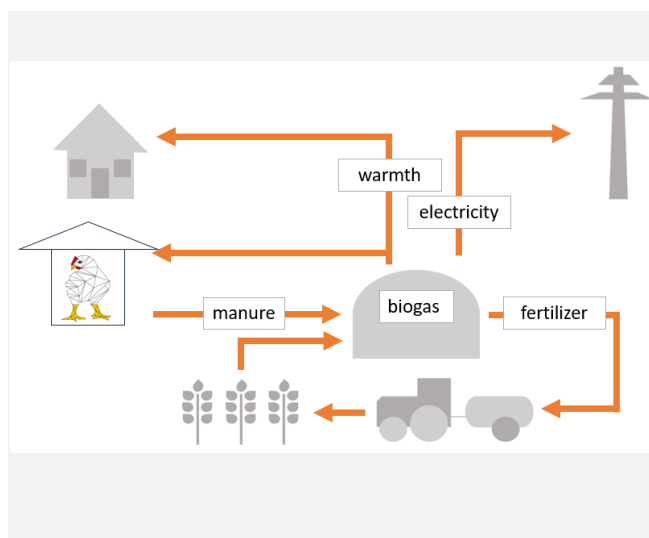 warmth
electricity
manure
biogas
fertilizer